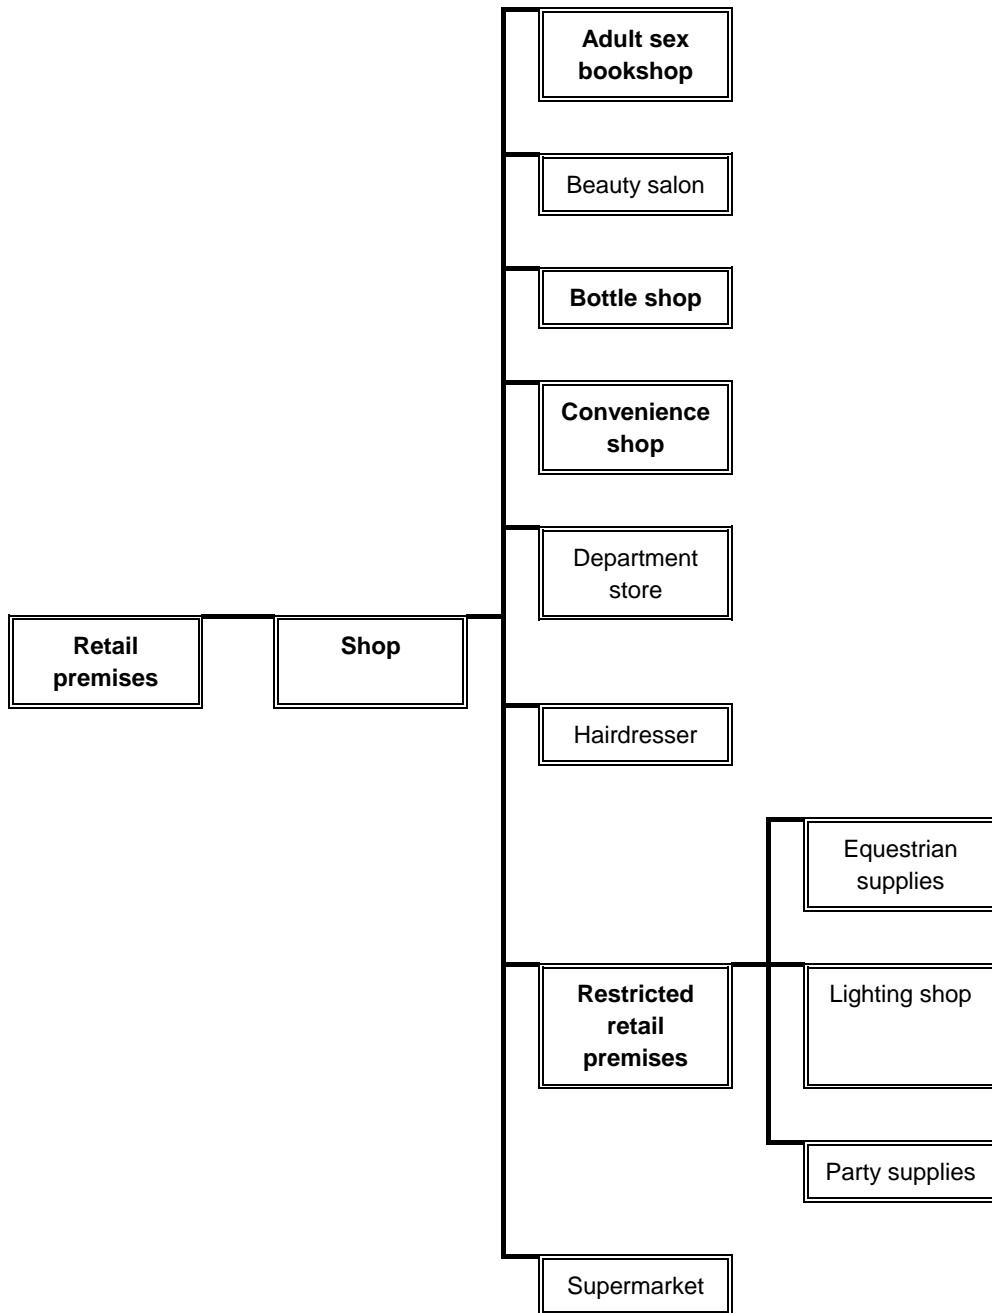 Adult sex
bookshop
Beauty salon
Bottle shop
Convenience
shop
Department
store
Retail
premises
Shop
Hairdresser
Equestrian
supplies
Restricted
retail
premises
Lighting shop
Party supplies
Supermarket